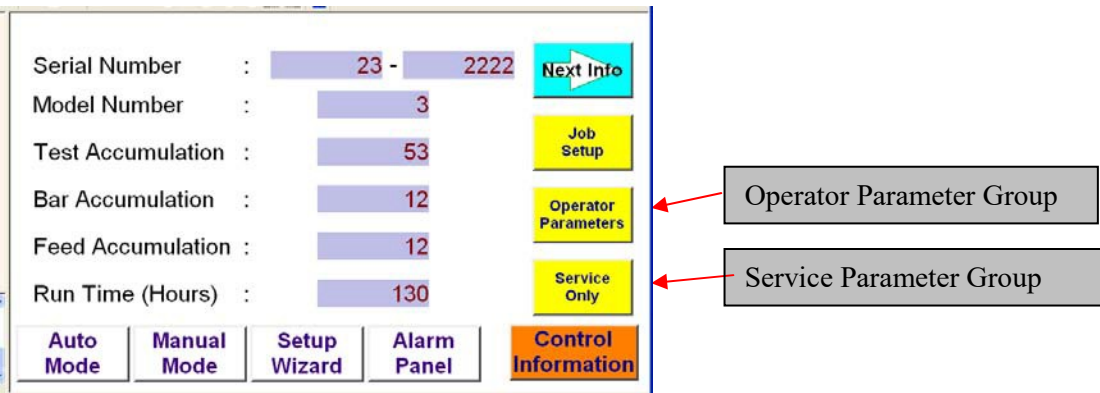 Serial Number : 23 - 2222
Next Info
Model Number : 3
Job
Setup
Test Accumulation : 53
Bar Accumulation : 12
Operator
Parameters
Operator Parameter Group
Feed Accumulation : 12
Service
Only
Service Parameter Group
Run Time (Hours) : 130
Auto
Mode
Manual
Mode
Setup
Wizard
Alarm
Panel
Control
Information